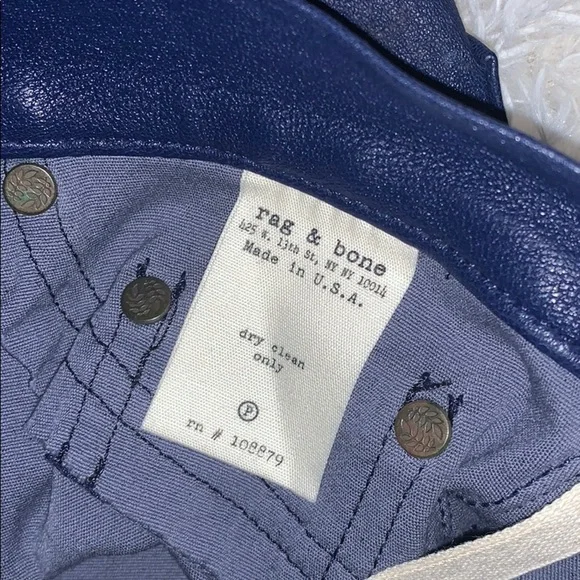 rag & bone
425 W. 13th St, NY NY 10014
Made in U.S.A.
dry clean
only
P
rn # 108879